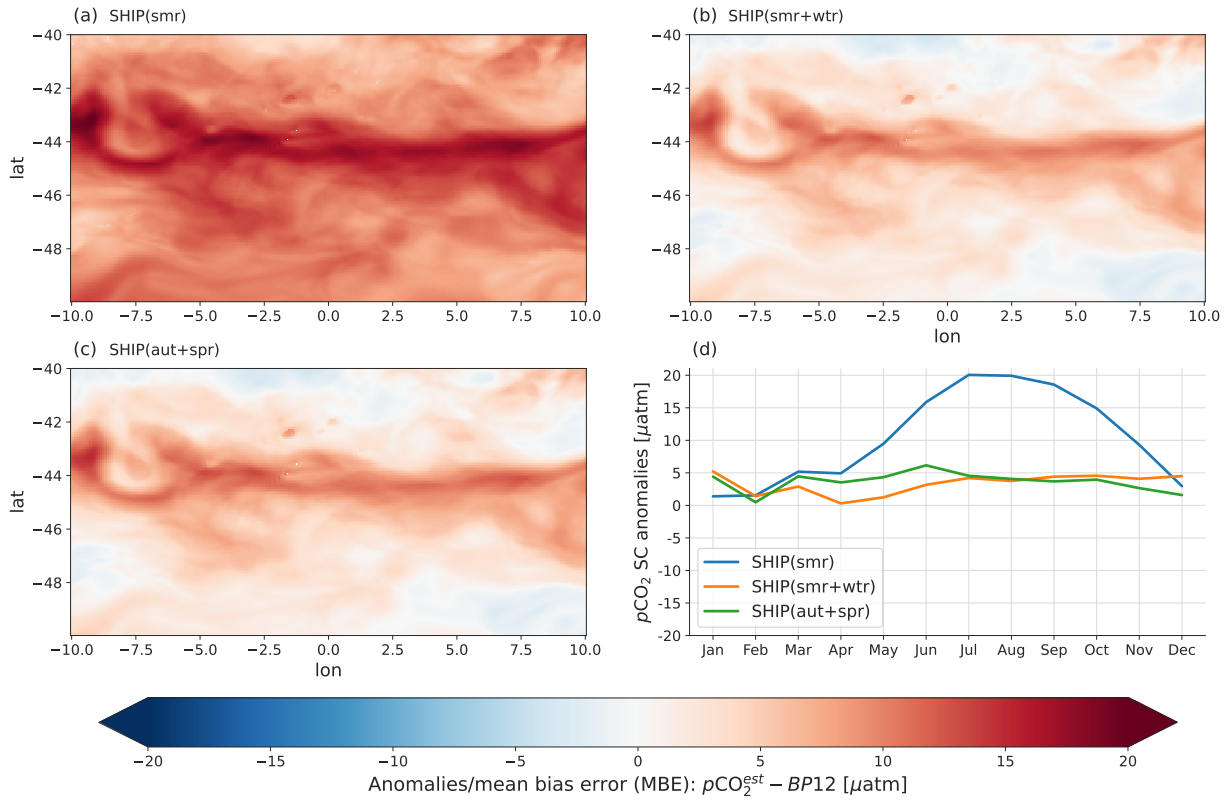 (a) SHIP(smr)
−40
−42
−44
−46
−48
lat
−10.0 −7.5 −5.0 −2.5 0.0 2.5 5.0 7.5 10.0
(b) SHIP(smr+wtr)
−40
−42
−44
−46
−48
−10.0 −7.5 −5.0 −2.5 0.0 2.5 5.0 7.5 10.0
lon
(c) SHIP(aut+spr)
−40
−42
−44
−46
−48
lat
−10.0 −7.5 −5.0 −2.5 0.0 2.5 5.0 7.5 10.0
lon
(d)
pCO₂ SC anomalies [μatm]
20
15
10
5
0
-5
-10
-15
-20
SHIP(smr)
SHIP(smr+wtr)
SHIP(aut+spr)
Jan Feb Mar Apr May Jun Jul Aug Sep Oct Nov Dec
−20 −15 −10 −5 0 5 10 15 20
Anomalies/mean bias error (MBE): pCO₂ᵉˢᵗ − BP12 [μatm]